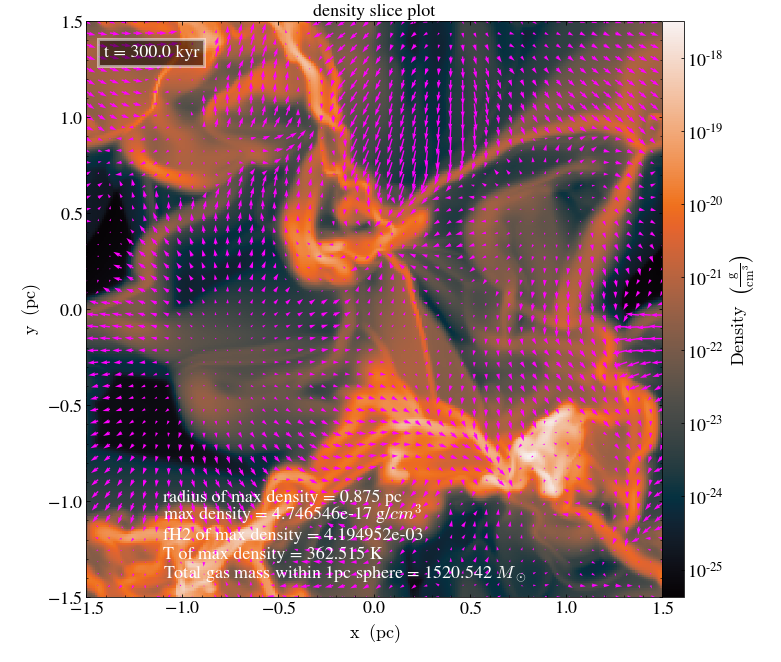 density slice plot
t = 300.0 kyr
1.5
1.0
0.5
0.0
−0.5
−1.0
−1.5
y (pc)
radius of max density = 0.875 pc
max density = 4.746546e-17 g/cm³
fH2 of max density = 4.194952e-03
T of max density = 362.515 K
Total gas mass within 1pc sphere = 1520.542 M☉
−1.5 −1.0 −0.5 0.0 0.5 1.0 1.5
x (pc)
10⁻¹⁸
10⁻¹⁹
10⁻²⁰
10⁻²¹
10⁻²²
10⁻²³
10⁻²⁴
10⁻²⁵
Density (g/cm³)